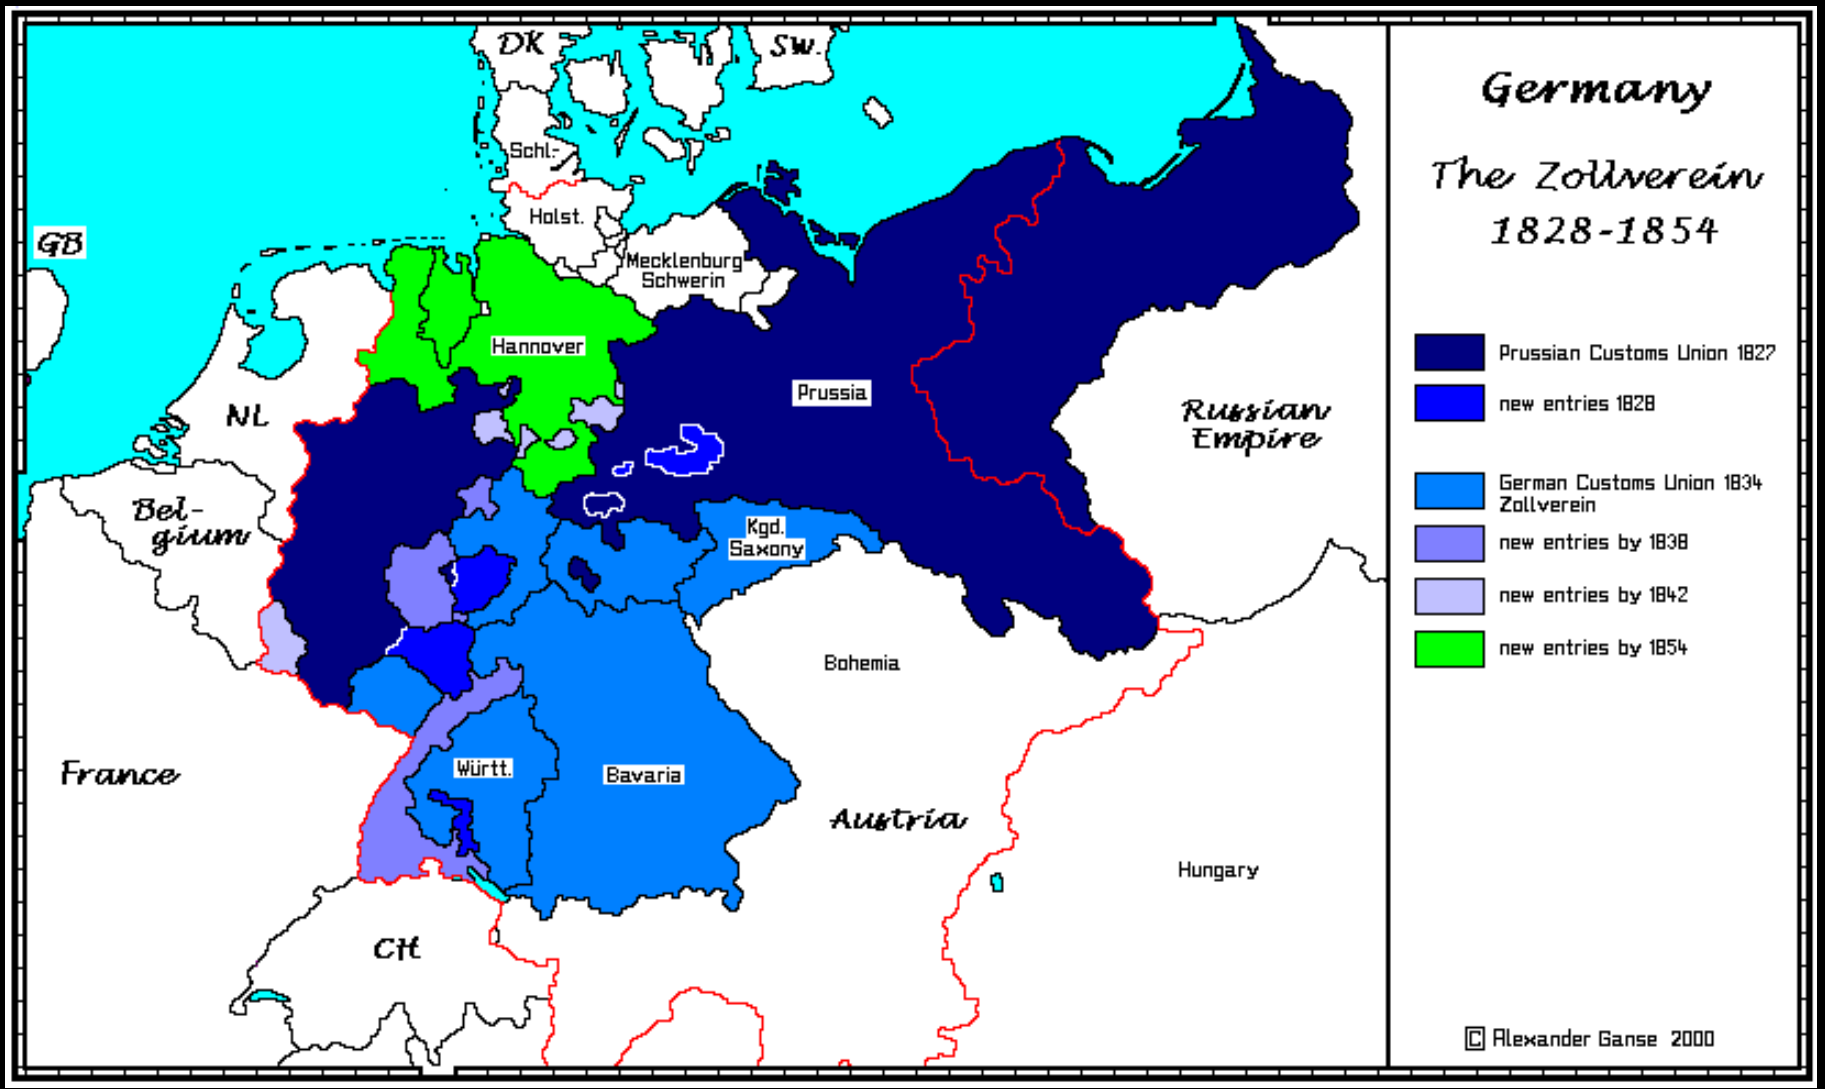 DK
Sw.
Schl.-
Holst.
GB
Mecklenburg
Schwerin
Hannover
Prussia
NL
Russian
Empire
Bel-
gium
Kgd.
Saxony
Bohemia
France
Württ.
Bavaria
Austria
Hungary
CH
Germany
The Zollverein
1828-1854
Prussian Customs Union 1827
new entries 1828
German Customs Union 1834
Zollverein
new entries by 1838
new entries by 1842
new entries by 1854
C Alexander Ganse 2000